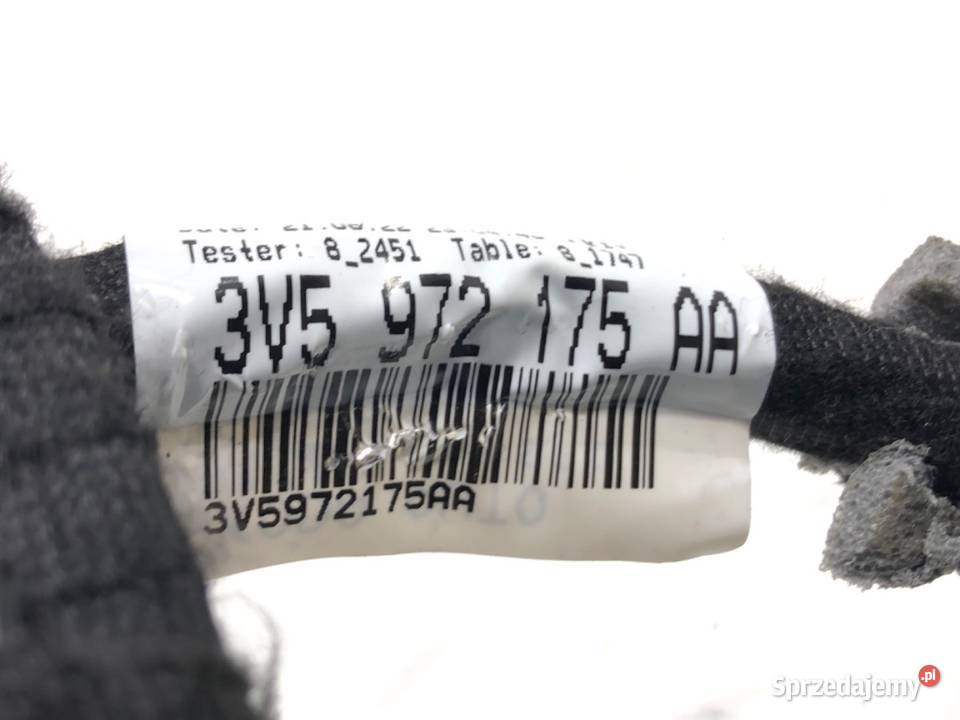 Tester: 8_2451 Table: 8_1747
3V5 972 175 AA
3V5972175AA
Sprzedajemy.pl